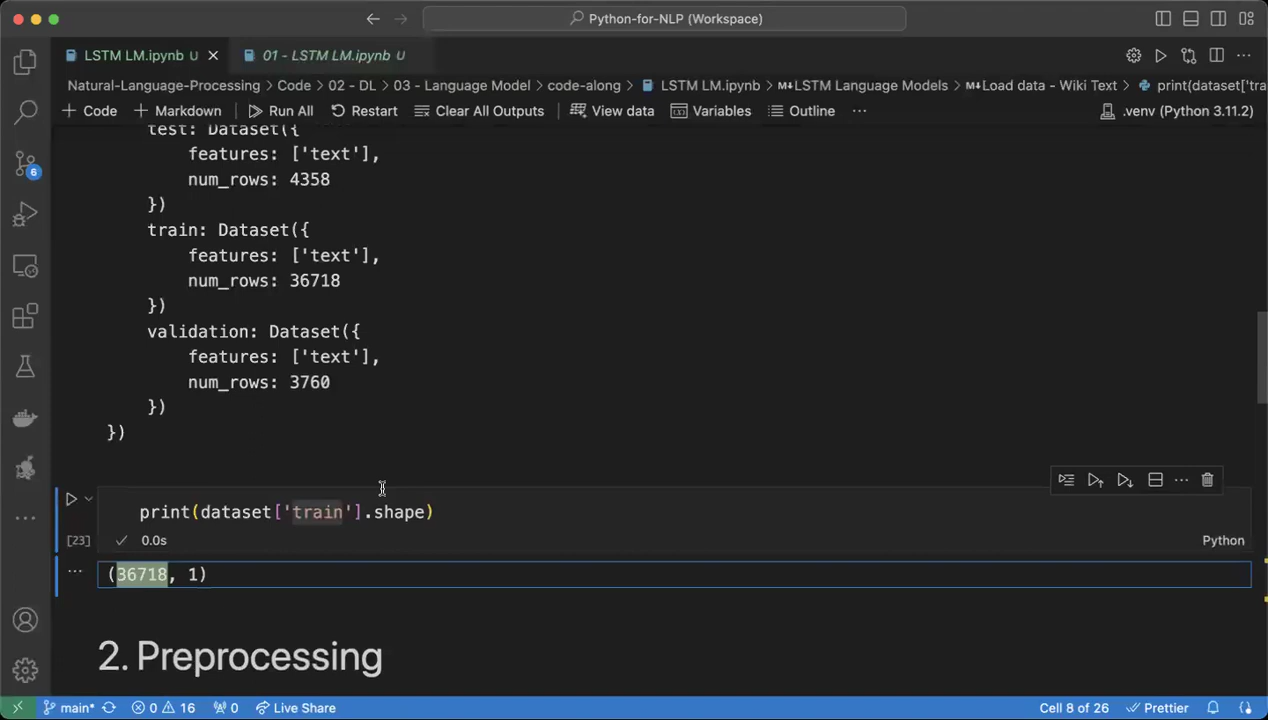 Python-for-NLP (Workspace)
LSTM LM.ipynb U
01 - LSTM LM.ipynb U
Natural-Language-Processing > Code > 02 - DL > 03 - Language Model > code-along > LSTM LM.ipynb > LSTM Language Models > Load data - Wiki Text > print(dataset['tra
+ Code + Markdown Run All Restart Clear All Outputs View data Variables Outline ... .venv (Python 3.11.2)
test: Dataset({
features: ['text'],
num_rows: 4358
})
train: Dataset({
features: ['text'],
num_rows: 36718
})
validation: Dataset({
features: ['text'],
num_rows: 3760
})
})
print(dataset['train'].shape)
[23] 0.0s Python
... (36718, 1)
2. Preprocessing
6
main* 0 16 0 Live Share Cell 8 of 26 Prettier